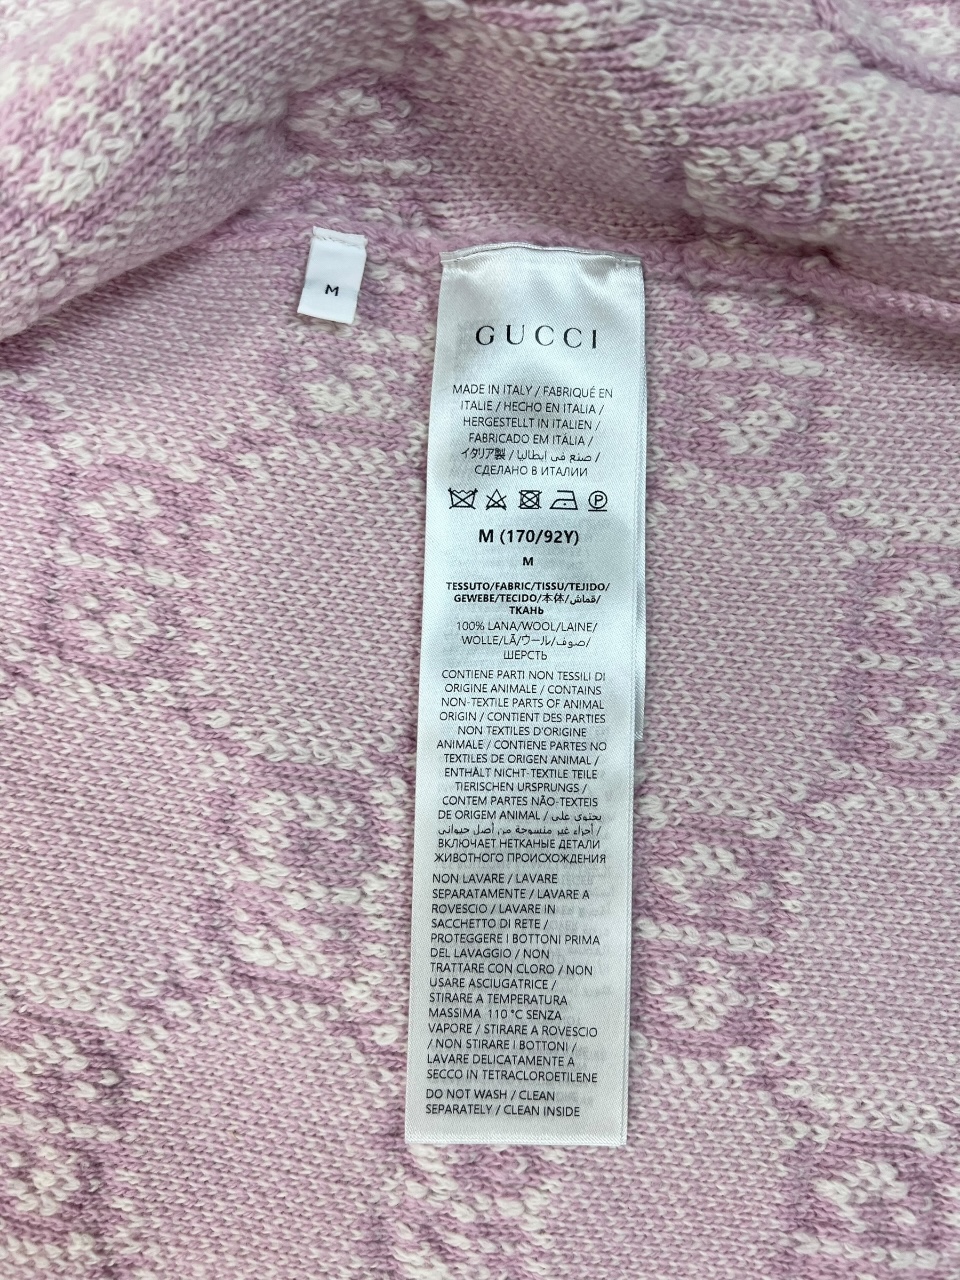 M
GUCCI
MADE IN ITALY / FABRIQUÉ EN
ITALIE / HECHO EN ITALIA /
HERGESTELLT IN ITALIEN /
FABRICADO EM ITÁLIA /
イタリア製 / صنع في إيطاليا /
СДЕЛАНО В ИТАЛИИ
P
M (170/92Y)
M
TESSUTO/FABRIC/TISSU/TEJIDO/
GEWEBE/TECIDO/本体/قماش/
ТКАНЬ
100% LANA/WOOL/LAINE/
WOLLE/LÃ/ウール/صوف/
ШЕРСТЬ
CONTIENE PARTI NON TESSILI DI
ORIGINE ANIMALE / CONTAINS
NON-TEXTILE PARTS OF ANIMAL
ORIGIN / CONTIENT DES PARTIES
NON TEXTILES D'ORIGINE
ANIMALE / CONTIENE PARTES NO
TEXTILES DE ORIGEN ANIMAL /
ENTHÄLT NICHT-TEXTILE TEILE
TIERISCHEN URSPRUNGS /
CONTEM PARTES NÃO-TEXTEIS
DE ORIGEM ANIMAL / يحتوي على
أجزاء غير منسوجة من أصل حيواني /
ВКЛЮЧАЕТ НЕТКАНЫЕ ДЕТАЛИ
ЖИВОТНОГО ПРОИСХОЖДЕНИЯ
NON LAVARE / LAVARE
SEPARATAMENTE / LAVARE A
ROVESCIO / LAVARE IN
SACCHETTO DI RETE /
PROTEGGERE I BOTTONI PRIMA
DEL LAVAGGIO / NON
TRATTARE CON CLORO / NON
USARE ASCIUGATRICE /
STIRARE A TEMPERATURA
MASSIMA 110 °C SENZA
VAPORE / STIRARE A ROVESCIO
/ NON STIRARE I BOTTONI /
LAVARE DELICATAMENTE A
SECCO IN TETRACLOROETILENE
DO NOT WASH / CLEAN
SEPARATELY / CLEAN INSIDE